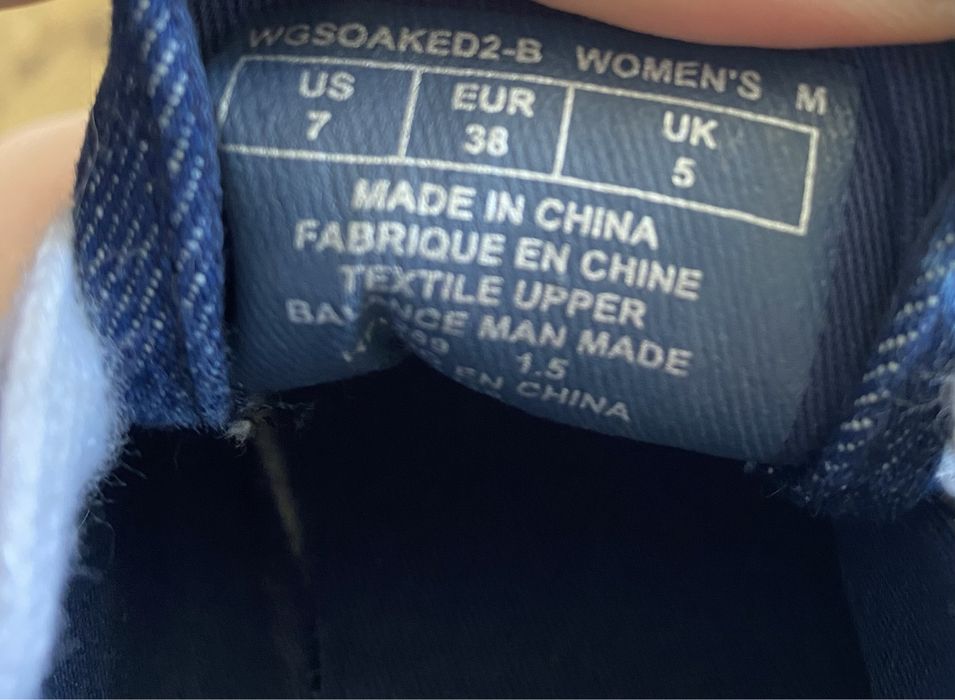 WGSOAKED2-B WOMEN'S M
US EUR UK
7 38 5
MADE IN CHINA
FABRIQUE EN CHINE
TEXTILE UPPER
MAN MADE
1.5
EN CHINA